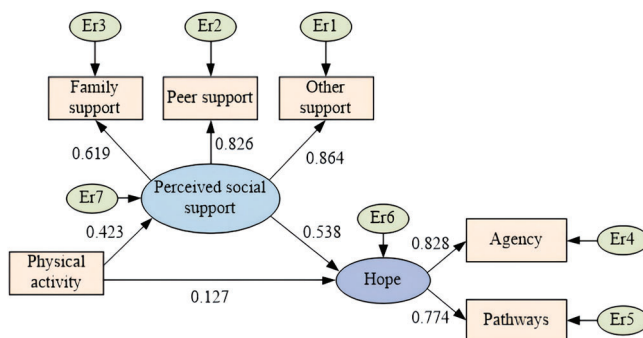 Er3
Er2
Er1
Family
support
Peer support
Other
support
0.619
0.826
0.864
Er7
Perceived social
support
Er6
0.423
0.538
0.828
Agency
Er4
Physical
activity
Hope
0.127
0.774
Pathways
Er5